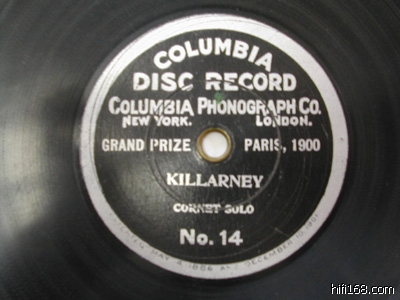 COLUMBIA
DISC RECORD
COLUMBIA PHONOGRAPH CO.
NEW YORK. LONDON.
GRAND PRIZE PARIS, 1900
KILLARNEY
CORNET SOLO
No. 14
hifi168.com